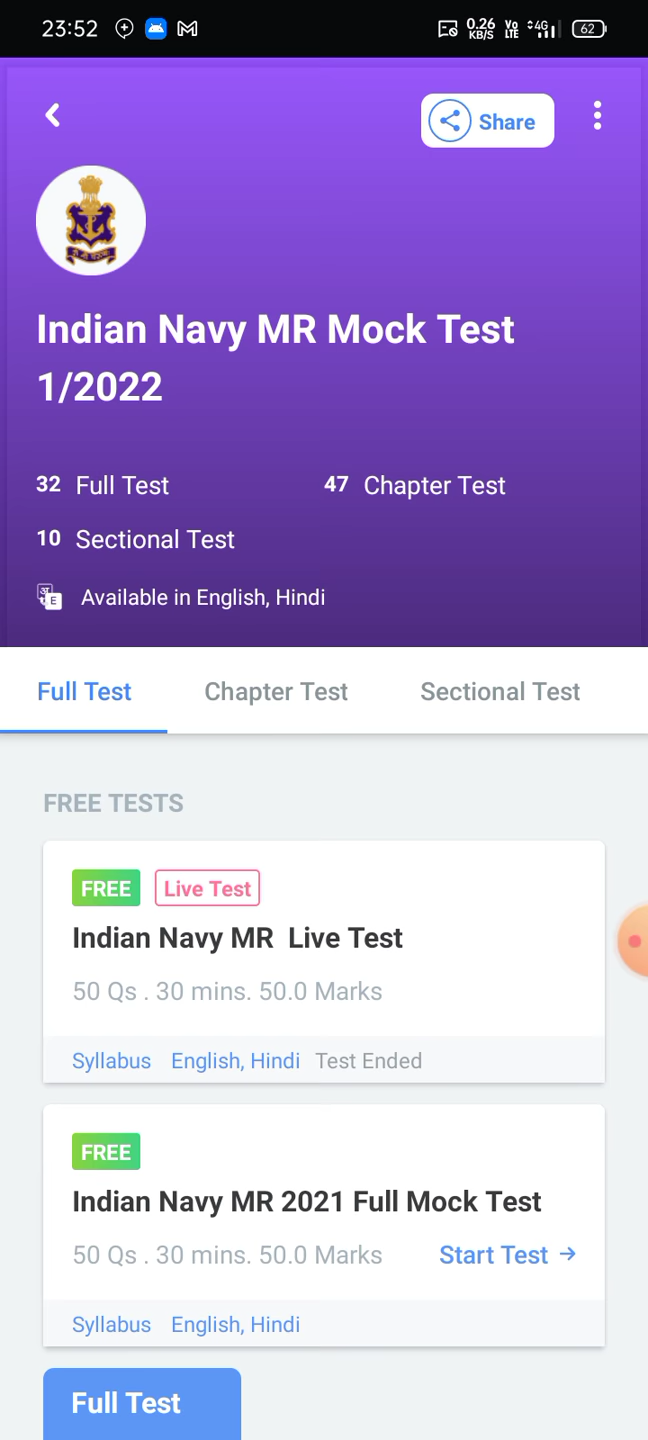 23:52
0.26 KB/S Vo LTE 4G 62
Share
Indian Navy MR Mock Test
1/2022
32 Full Test 47 Chapter Test
10 Sectional Test
अ E Available in English, Hindi
Full Test Chapter Test Sectional Test
FREE TESTS
FREE Live Test
Indian Navy MR Live Test
50 Qs . 30 mins. 50.0 Marks
Syllabus English, Hindi Test Ended
FREE
Indian Navy MR 2021 Full Mock Test
50 Qs . 30 mins. 50.0 Marks Start Test →
Syllabus English, Hindi
Full Test